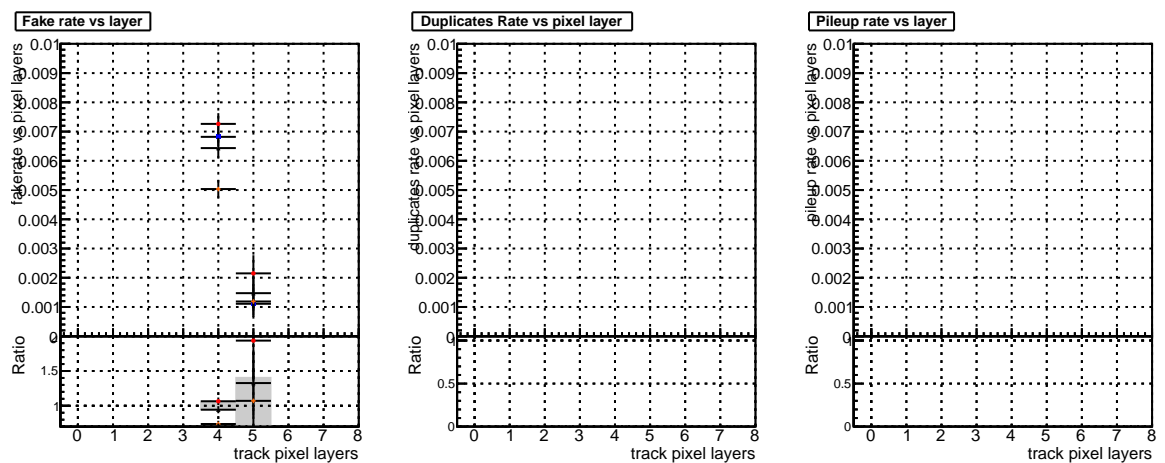 Fake rate vs layer
fakerate vs pixel layers
0.01
0.009
0.008
0.007
0.006
0.005
0.004
0.003
0.002
0.001
0
Ratio
1.5
1
0 1 2 3 4 5 6 7 8
track pixel layers
Duplicates Rate vs pixel layer
duplicates rate vs pixel layers
0.01
0.009
0.008
0.007
0.006
0.005
0.004
0.003
0.002
0.001
0
Ratio
1
0.5
0
0 1 2 3 4 5 6 7 8
track pixel layers
Pileup rate vs layer
pileup rate vs pixel layers
0.01
0.009
0.008
0.007
0.006
0.005
0.004
0.003
0.002
0.001
0
Ratio
1
0.5
0
0 1 2 3 4 5 6 7 8
track pixel layers